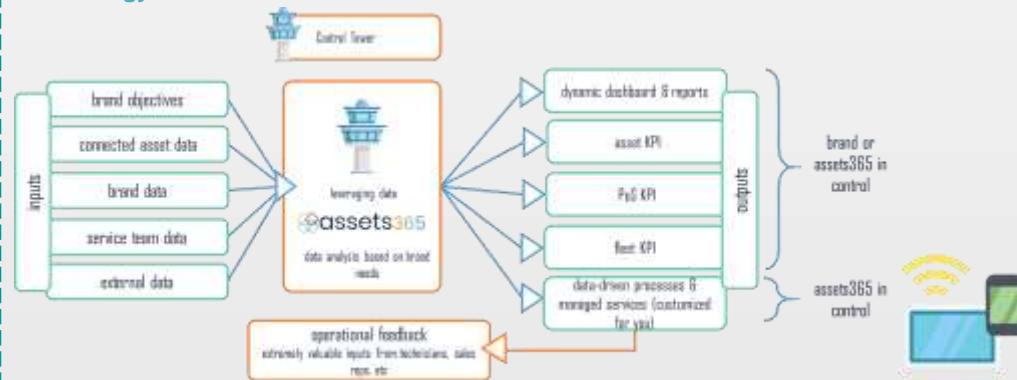 Control Tower
inputs
brand objectives
connected asset data
brand data
service team data
external data
leveraging data
assets365
data analysis based on brand
needs
dynamic dashboard & reports
asset KPI
PoS KPI
fleet KPI
data-driven processes &
managed services (customized
for you)
outputs
brand or
assets365 in
control
assets365 in
control
operational feedback
extremely valuable inputs from technicians, sales
reps, etc